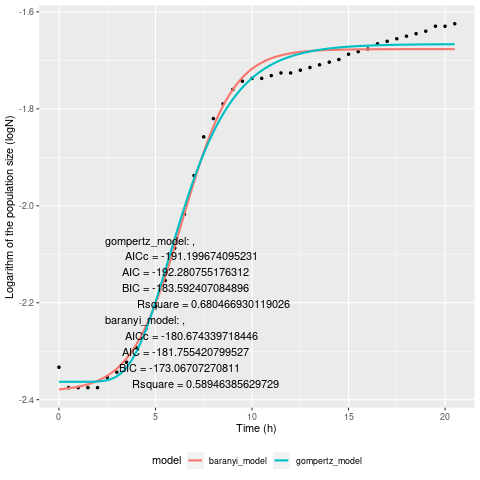 -1.6
-1.8
-2.0
-2.2
-2.4
Logarithm of the population size (logN)
gompertz_model: ,
AICc = -191.199674095231
AIC = -192.280755176312
BIC = -183.592407084896
Rsquare = 0.680466930119026
baranyi_model: ,
AICc = -180.674339718446
AIC = -181.755420799527
BIC = -173.06707270811
Rsquare = 0.58946385629729
0 5 10 15 20
Time (h)
model baranyi_model gompertz_model